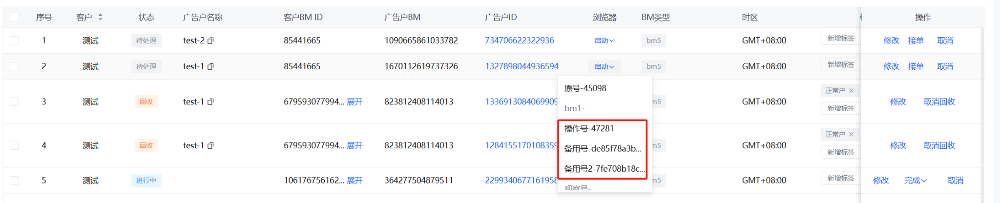 序号 客户 状态 广告户名称 客户BM ID 广告户BM 广告户ID 浏览器 BM类型 时区 操作
1 测试 待处理 test-2 85441665 1090665861033782 734706622322936 启动 bm5 GMT+08:00 新增标签 修改 接单 取消
2 测试 待处理 test-1 85441665 1670112619737326 1327898044936594 启动 bm5 GMT+08:00 新增标签 修改 接单 取消
原号-45098
bm1-
操作号-47281
备用号-de85f78a3b...
备用号2-7fe708b18c...
观察号-
正常户 ×
3 测试 回收 test-1 679593077994... 展开 823812408114013 1336913084069909 m5 GMT+08:00 修改 取消回收
新增标签
正常户 ×
4 测试 回收 test-1 679593077994... 展开 823812408114013 1284155170108359 m5 GMT+08:00 修改 取消回收
新增标签
5 测试 进行中 106176756162... 展开 364277504879511 2299340677161958 m5 GMT+08:00 新增标签 修改 完成 取消